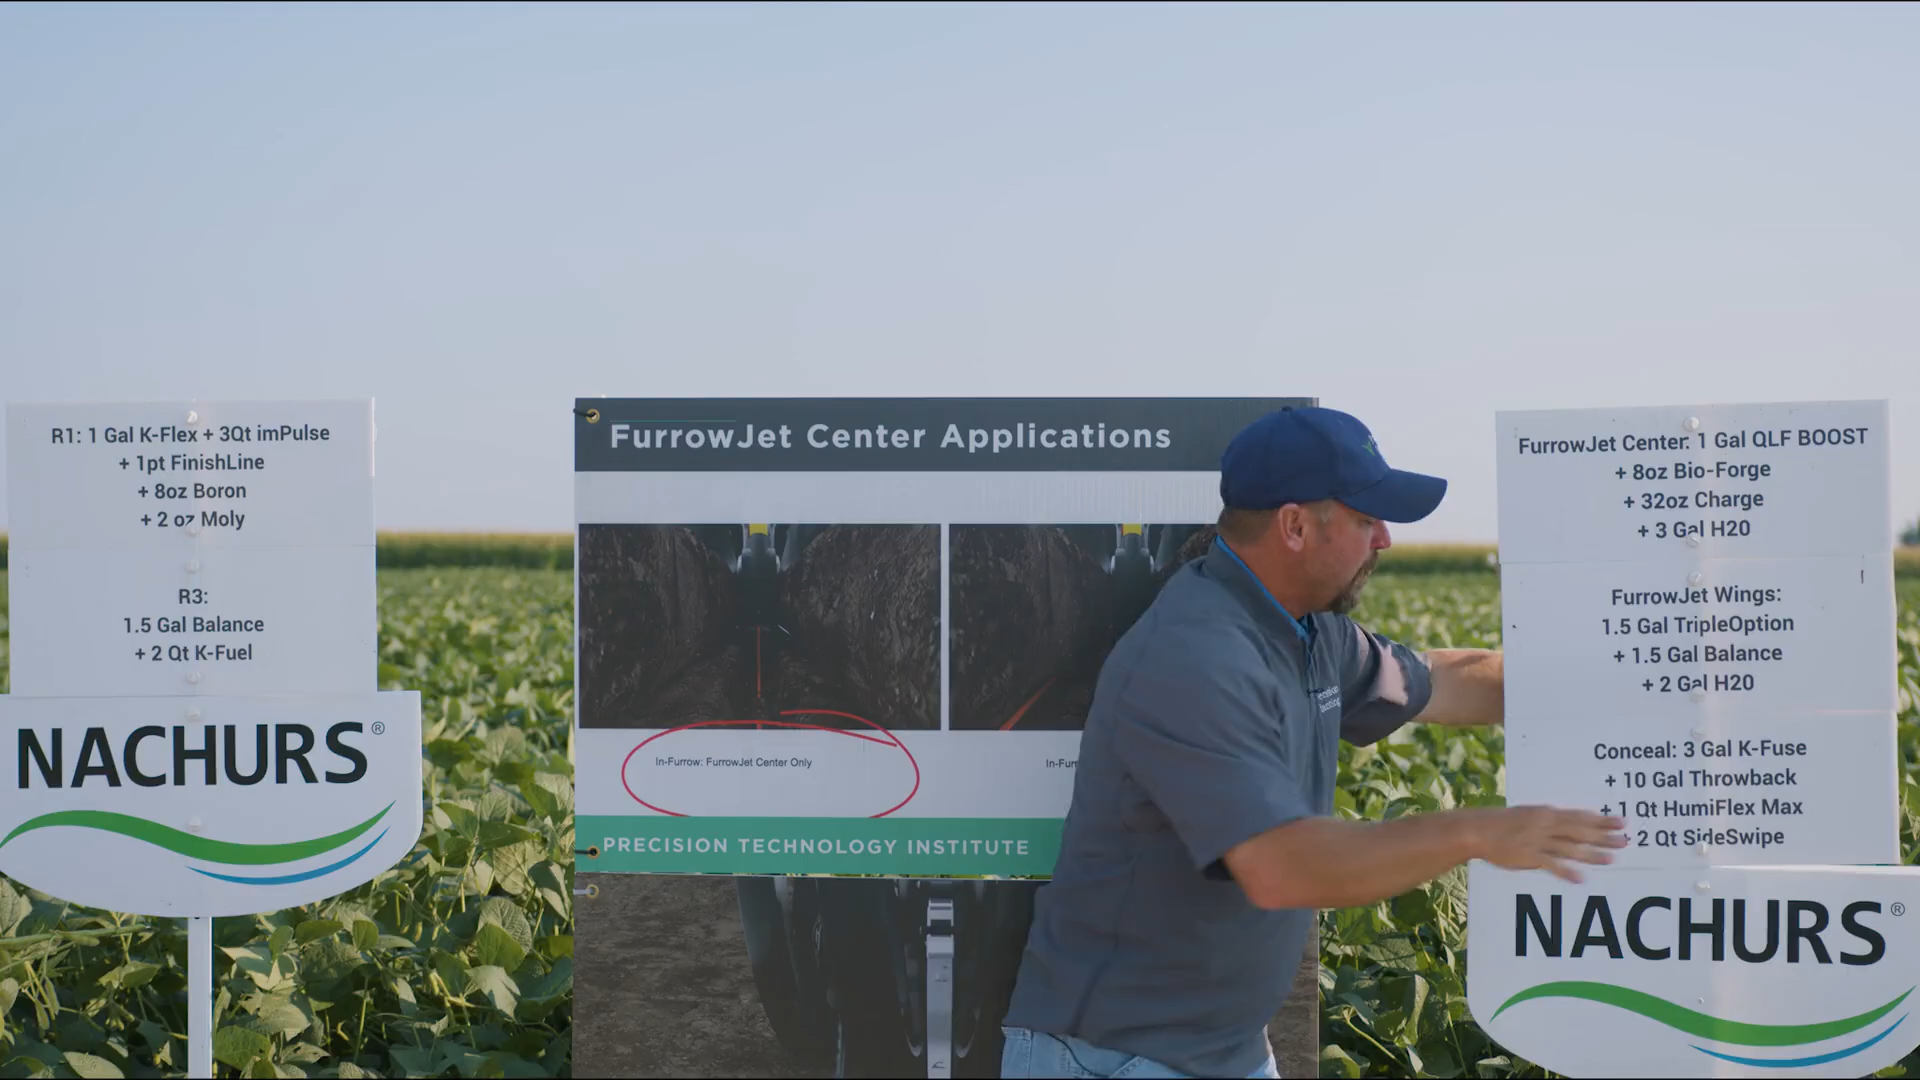 R1: 1 Gal K-Flex + 3Qt imPulse
+ 1pt FinishLine
+ 8oz Boron
+ 2 oz Moly
R3:
1.5 Gal Balance
+ 2 Qt K-Fuel
NACHURS®
FurrowJet Center Applications
In-Furrow: FurrowJet Center Only
PRECISION TECHNOLOGY INSTITUTE
FurrowJet Center: 1 Gal QLF BOOST
+ 8oz Bio-Forge
+ 32oz Charge
+ 3 Gal H20
FurrowJet Wings:
1.5 Gal TripleOption
+ 1.5 Gal Balance
+ 2 Gal H20
Conceal: 3 Gal K-Fuse
+ 10 Gal Throwback
+ 1 Qt HumiFlex Max
+ 2 Qt SideSwipe
NACHURS®